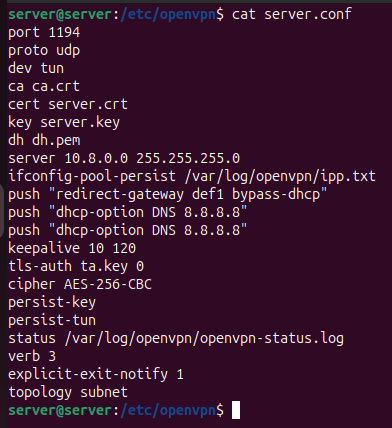 server@server:/etc/openvpn$ cat server.conf
port 1194
proto udp
dev tun
ca ca.crt
cert server.crt
key server.key
dh dh.pem
server 10.8.0.0 255.255.255.0
ifconfig-pool-persist /var/log/openvpn/ipp.txt
push "redirect-gateway def1 bypass-dhcp"
push "dhcp-option DNS 8.8.8.8"
push "dhcp-option DNS 8.8.8.8"
keepalive 10 120
tls-auth ta.key 0
cipher AES-256-CBC
persist-key
persist-tun
status /var/log/openvpn/openvpn-status.log
verb 3
explicit-exit-notify 1
topology subnet
server@server:/etc/openvpn$